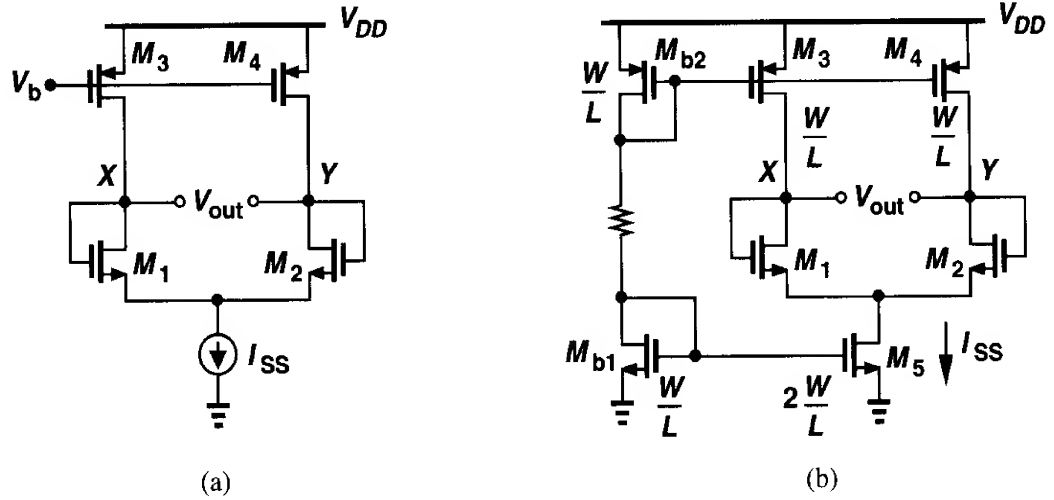 V_DD
M_3
M_4
V_b
X
Y
V_out
M_1
M_2
I_SS
(a)
V_DD
M_b2
M_3
M_4
W/L
W/L
W/L
X
Y
V_out
M_1
M_2
M_b1
M_5
I_SS
W/L
2 W/L
(b)